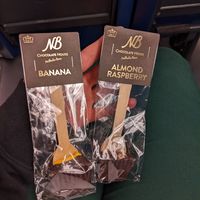 NB
CHOCOLATE HOUSE
BANANA
NB
CHOCOLATE HOUSE
ALMOND
RASPBERRY